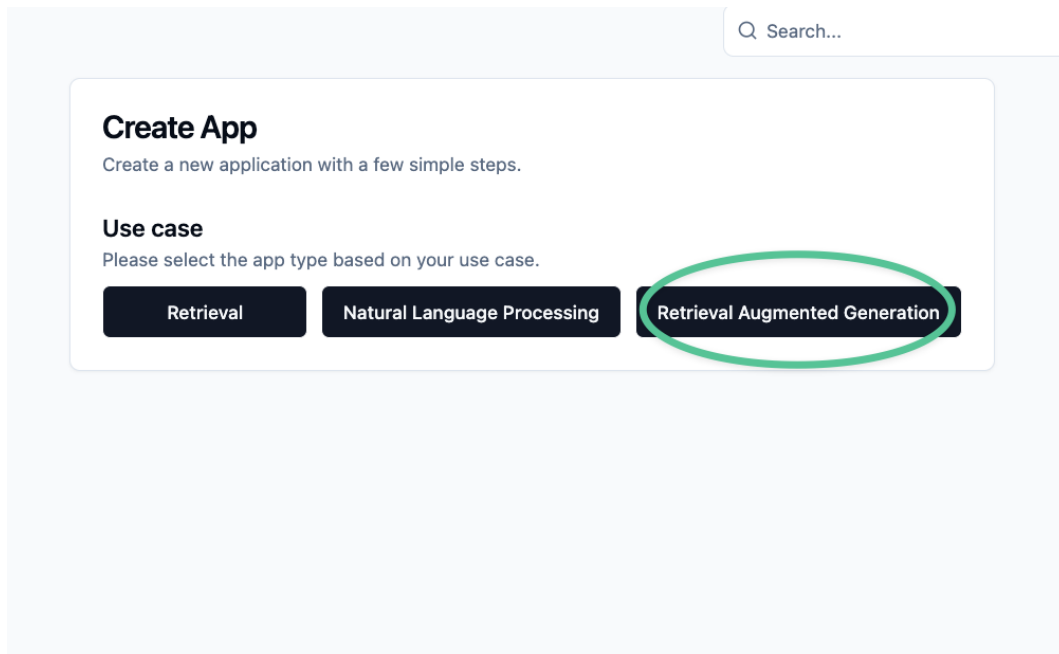 Search...
Create App
Create a new application with a few simple steps.
Use case
Please select the app type based on your use case.
Retrieval
Natural Language Processing
Retrieval Augmented Generation